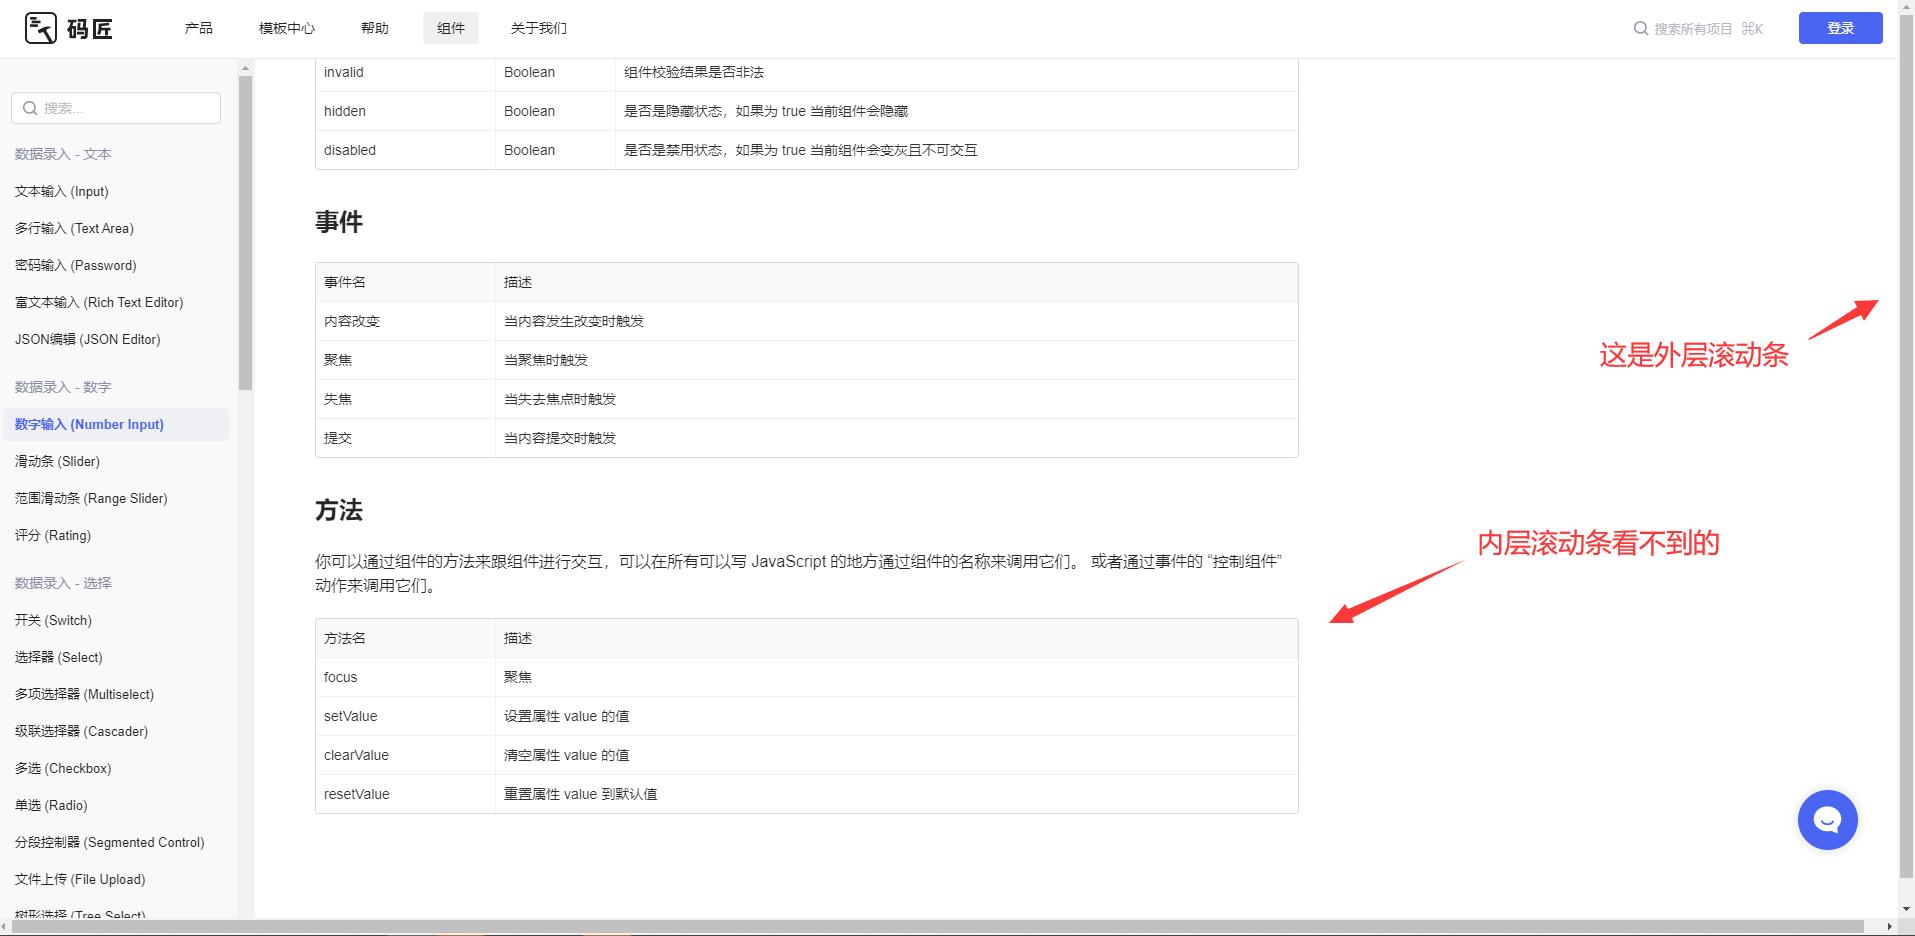 码匠 产品 模板中心 帮助 组件 关于我们 搜索所有项目 ⌘K 登录
搜索...
数据录入 - 文本
文本输入 (Input)
多行输入 (Text Area)
密码输入 (Password)
富文本输入 (Rich Text Editor)
JSON编辑 (JSON Editor)
数据录入 - 数字
数字输入 (Number Input)
滑动条 (Slider)
范围滑动条 (Range Slider)
评分 (Rating)
数据录入 - 选择
开关 (Switch)
选择器 (Select)
多项选择器 (Multiselect)
级联选择器 (Cascader)
多选 (Checkbox)
单选 (Radio)
分段控制器 (Segmented Control)
文件上传 (File Upload)
树形选择 (Tree Select)
invalid Boolean 组件校验结果是否非法
hidden Boolean 是否是隐藏状态，如果为 true 当前组件会隐藏
disabled Boolean 是否是禁用状态，如果为 true 当前组件会变灰且不可交互
事件
事件名 描述
内容改变 当内容发生改变时触发
聚焦 当聚焦时触发
失焦 当失去焦点时触发
提交 当内容提交时触发
方法
你可以通过组件的方法来跟组件进行交互，可以在所有可以写 JavaScript 的地方通过组件的名称来调用它们。 或者通过事件的 “控制组件”
动作来调用它们。
方法名 描述
focus 聚焦
setValue 设置属性 value 的值
clearValue 清空属性 value 的值
resetValue 重置属性 value 到默认值
这是外层滚动条
内层滚动条看不到的